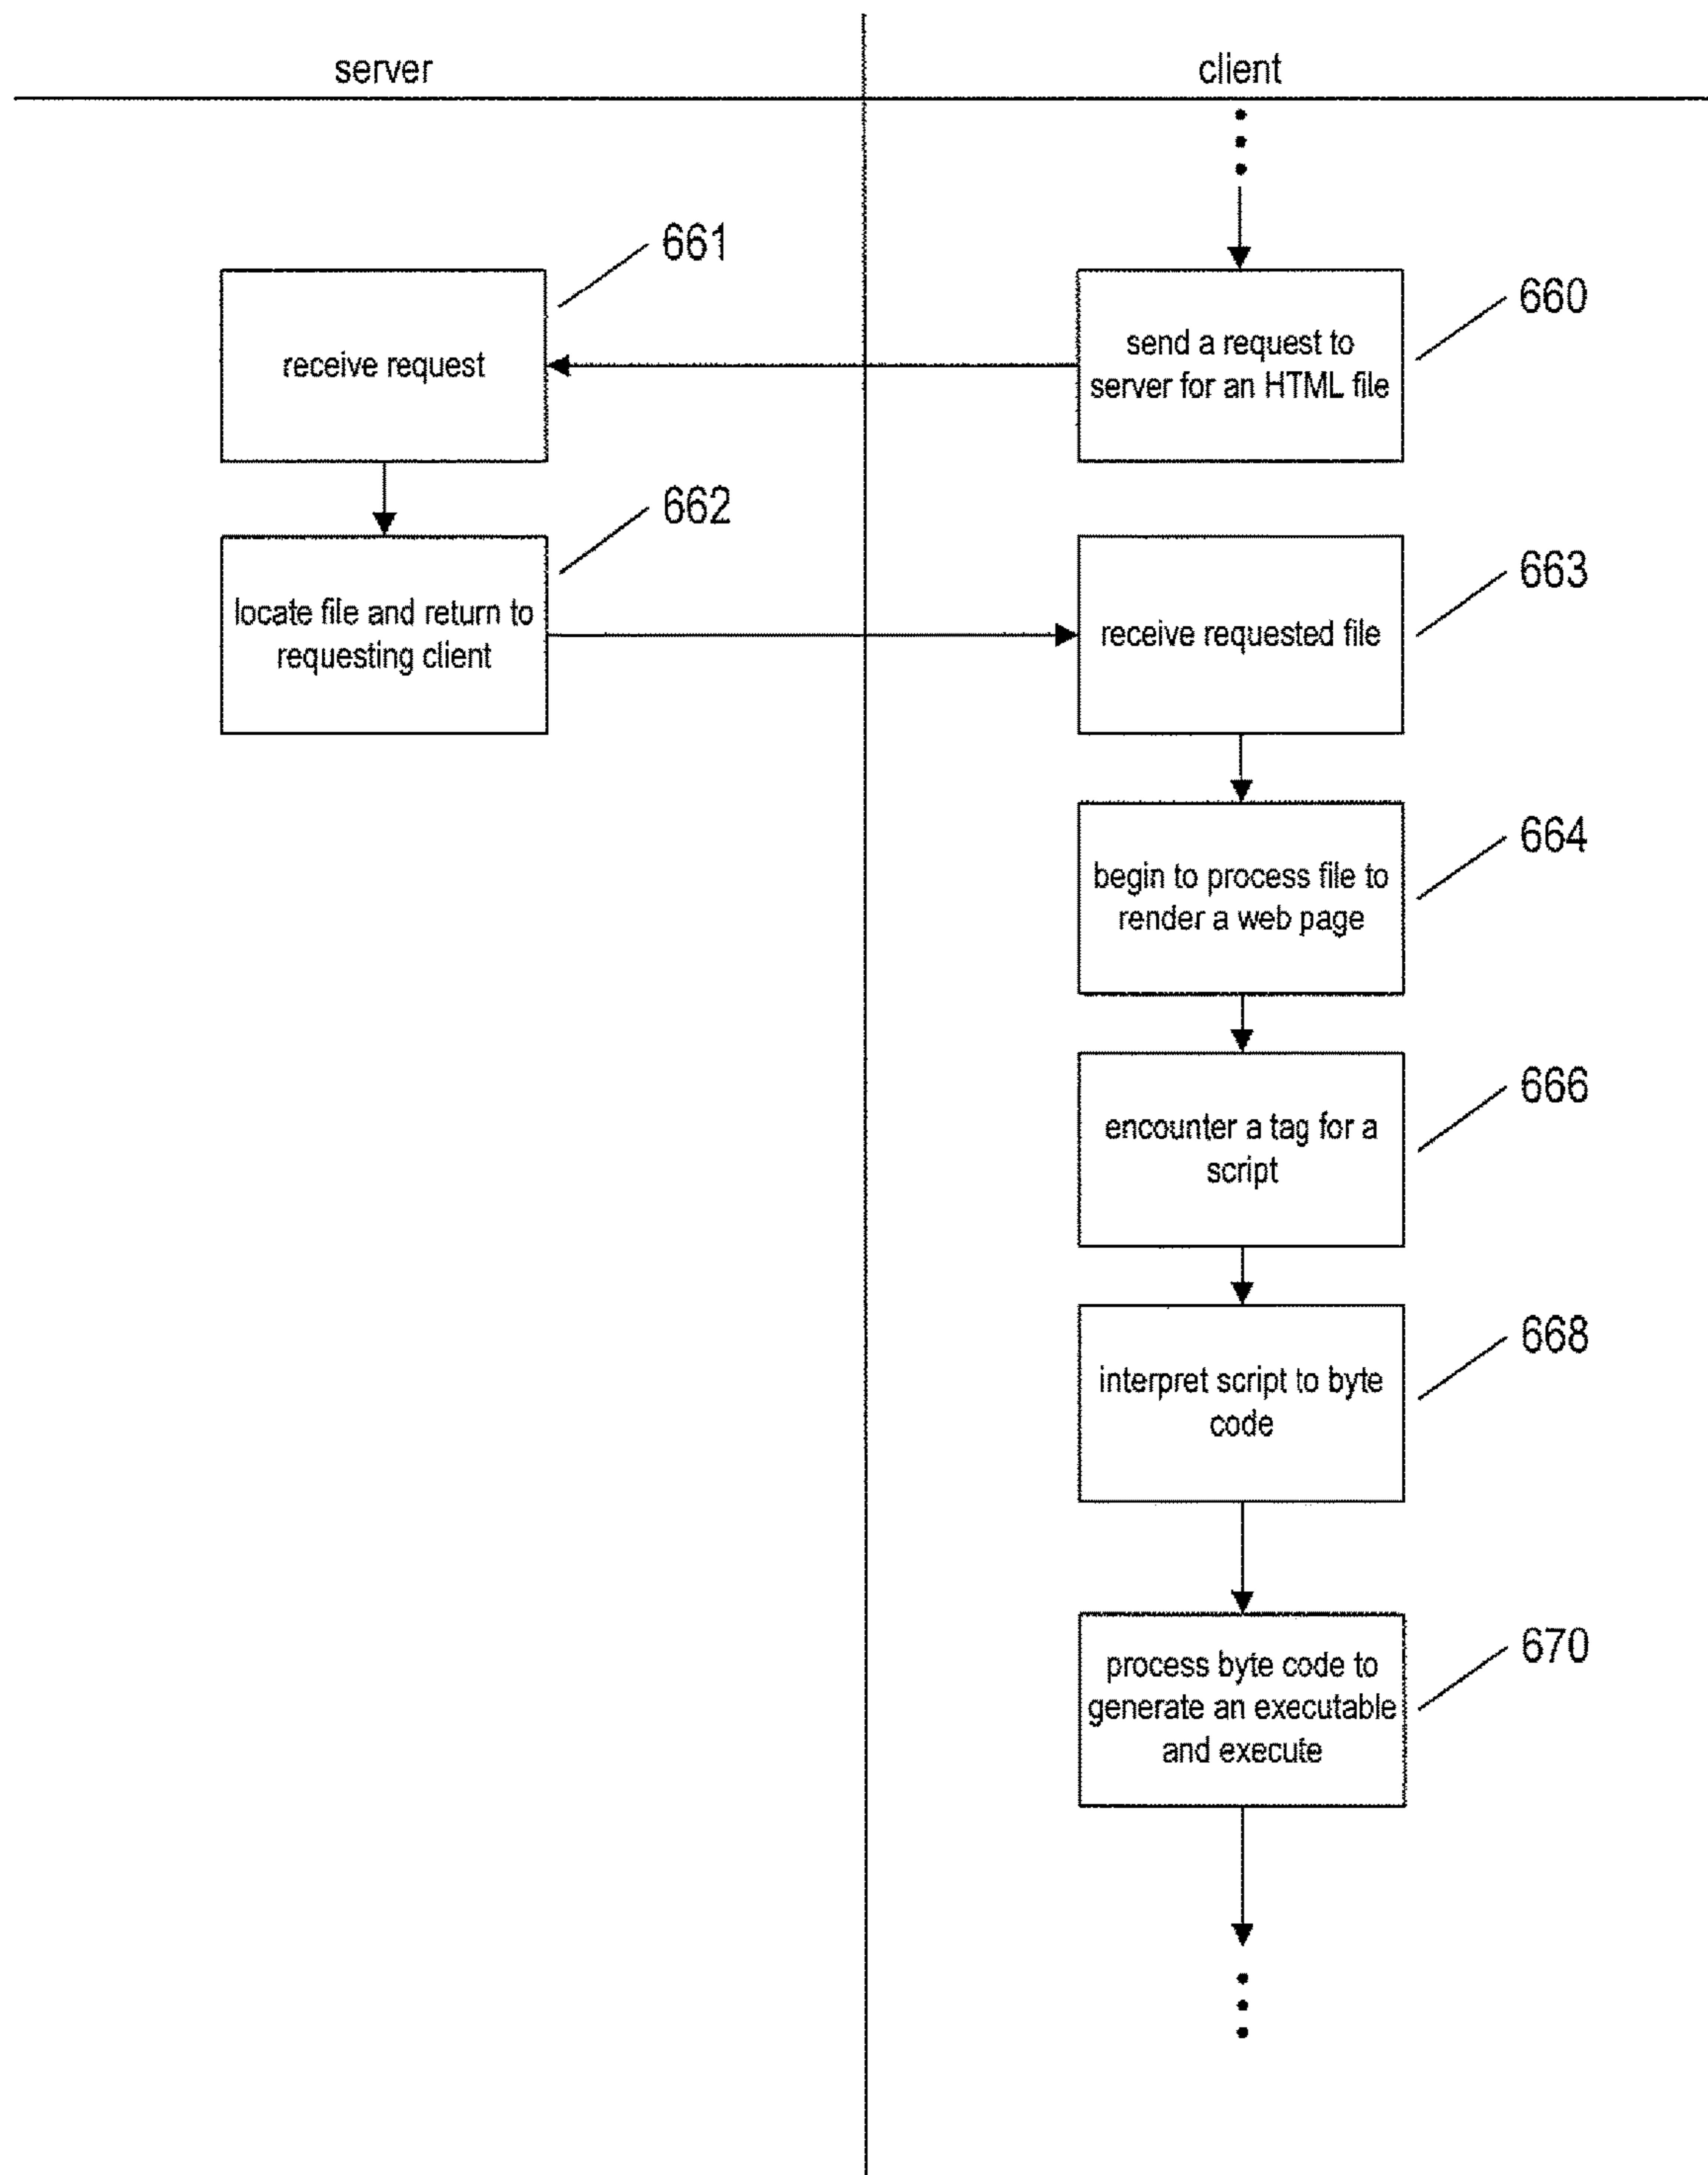 server
client
661
660
receive request
send a request to
server for an HTML file
662
663
locate file and return to
requesting client
receive requested file
664
begin to process file to
render a web page
666
encounter a tag for a
script
668
interpret script to byte
code
670
process byte code to
generate an executable
and execute